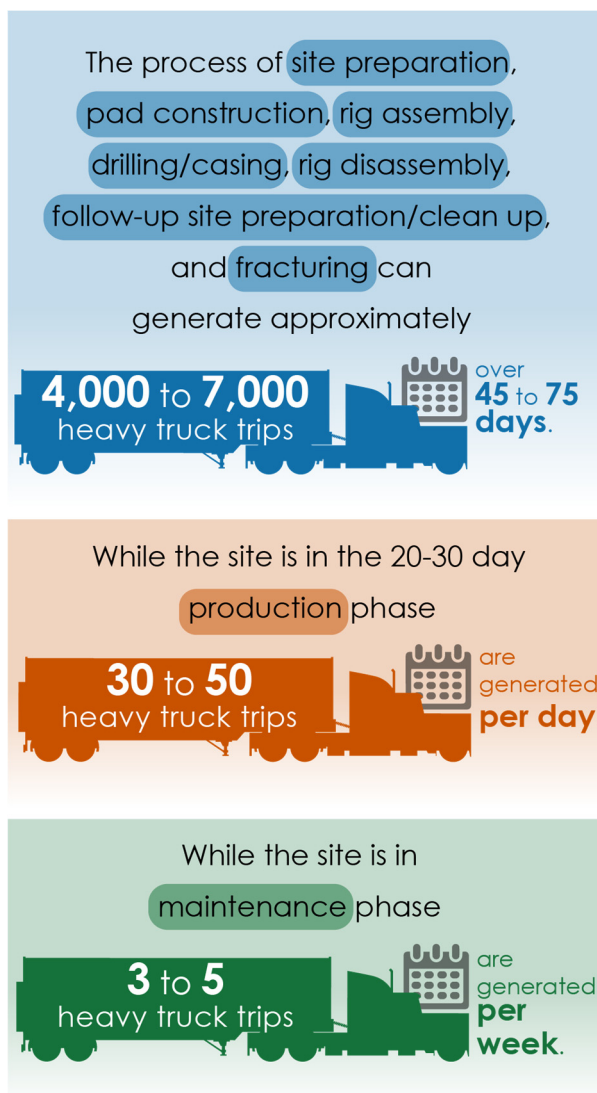 The process of site preparation,
pad construction, rig assembly,
drilling/casing, rig disassembly,
follow-up site preparation/clean up,
and fracturing can
generate approximately
4,000 to 7,000
heavy truck trips
over
45 to 75
days.
While the site is in the 20-30 day
production phase
30 to 50
heavy truck trips
are
generated
per day
While the site is in
maintenance phase
3 to 5
heavy truck trips
are
generated
per
week.